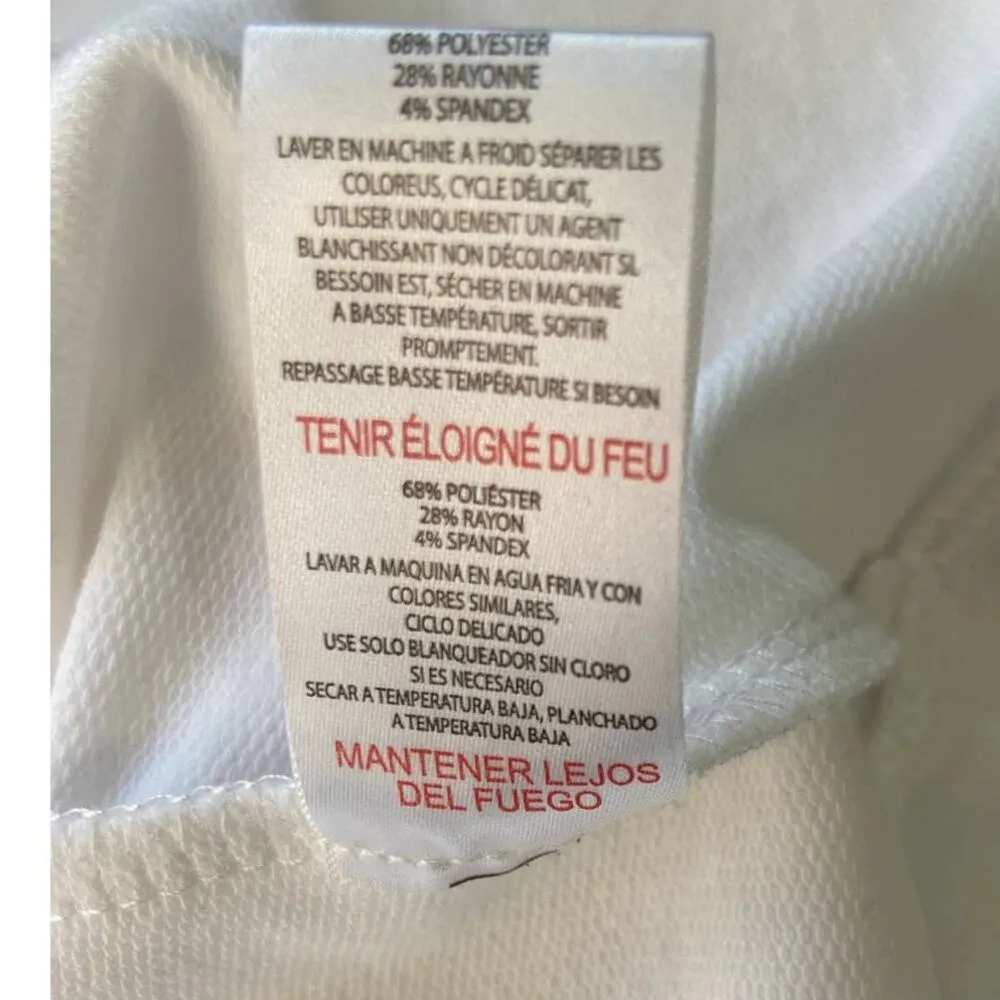 68% POLYESTER
28% RAYONNE
4% SPANDEX
LAVER EN MACHINE A FROID SÉPARER LES
COLOREUS, CYCLE DÉLICAT,
UTILISER UNIQUEMENT UN AGENT
BLANCHISSANT NON DÉCOLORANT SI,
BESSOIN EST, SÉCHER EN MACHINE
A BASSE TEMPÉRATURE, SORTIR
PROMPTEMENT.
REPASSAGE BASSE TEMPÉRATURE SI BESOIN
TENIR ÉLOIGNÉ DU FEU
68% POLIÉSTER
28% RAYON
4% SPANDEX
LAVAR A MAQUINA EN AGUA FRIA Y CON
COLORES SIMILARES,
CICLO DELICADO
USE SOLO BLANQUEADOR SIN CLORO
SI ES NECESARIO
SECAR A TEMPERATURA BAJA, PLANCHADO
A TEMPERATURA BAJA
MANTENER LEJOS
DEL FUEGO